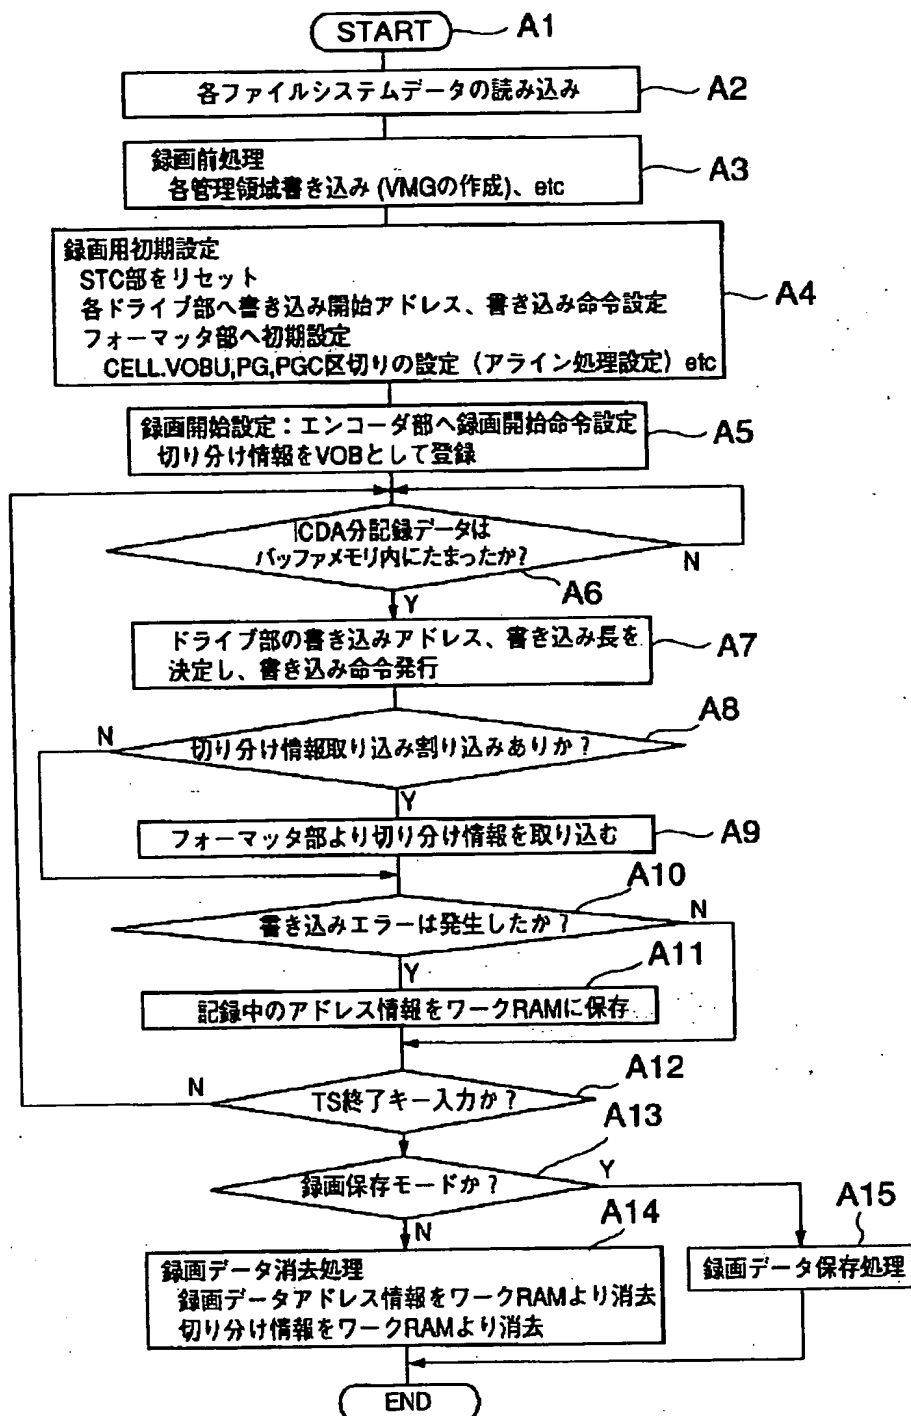 START
A1
各ファイルシステムデータの読み込み
A2
録画前処理
各管理領域書き込み (VMGの作成)、etc
A3
録画用初期設定
STC部をリセット
各ドライブ部へ書き込み開始アドレス、書き込み命令設定
フォーマッタ部へ初期設定
CELL.VOBU,PG,PGC区切りの設定（アライン処理設定）etc
A4
録画開始設定：エンコーダ部へ録画開始命令設定
切り分け情報をVOBとして登録
A5
ICDA分記録データは
バッファメモリ内にたまったか?
N
A6
Y
ドライブ部の書き込みアドレス、書き込み長を
決定し、書き込み命令発行
A7
A8
N
切り分け情報取り込み割り込みありか？
Y
フォーマッタ部より切り分け情報を取り込む
A9
A10
書き込みエラーは発生したか？
N
Y
A11
記録中のアドレス情報をワークRAMに保存
A12
N
TS終了キー入力か？
A13
録画保存モードか？
Y
A15
N
A14
録画データ消去処理
録画データアドレス情報をワークRAMより消去
切り分け情報をワークRAMより消去
録画データ保存処理
END